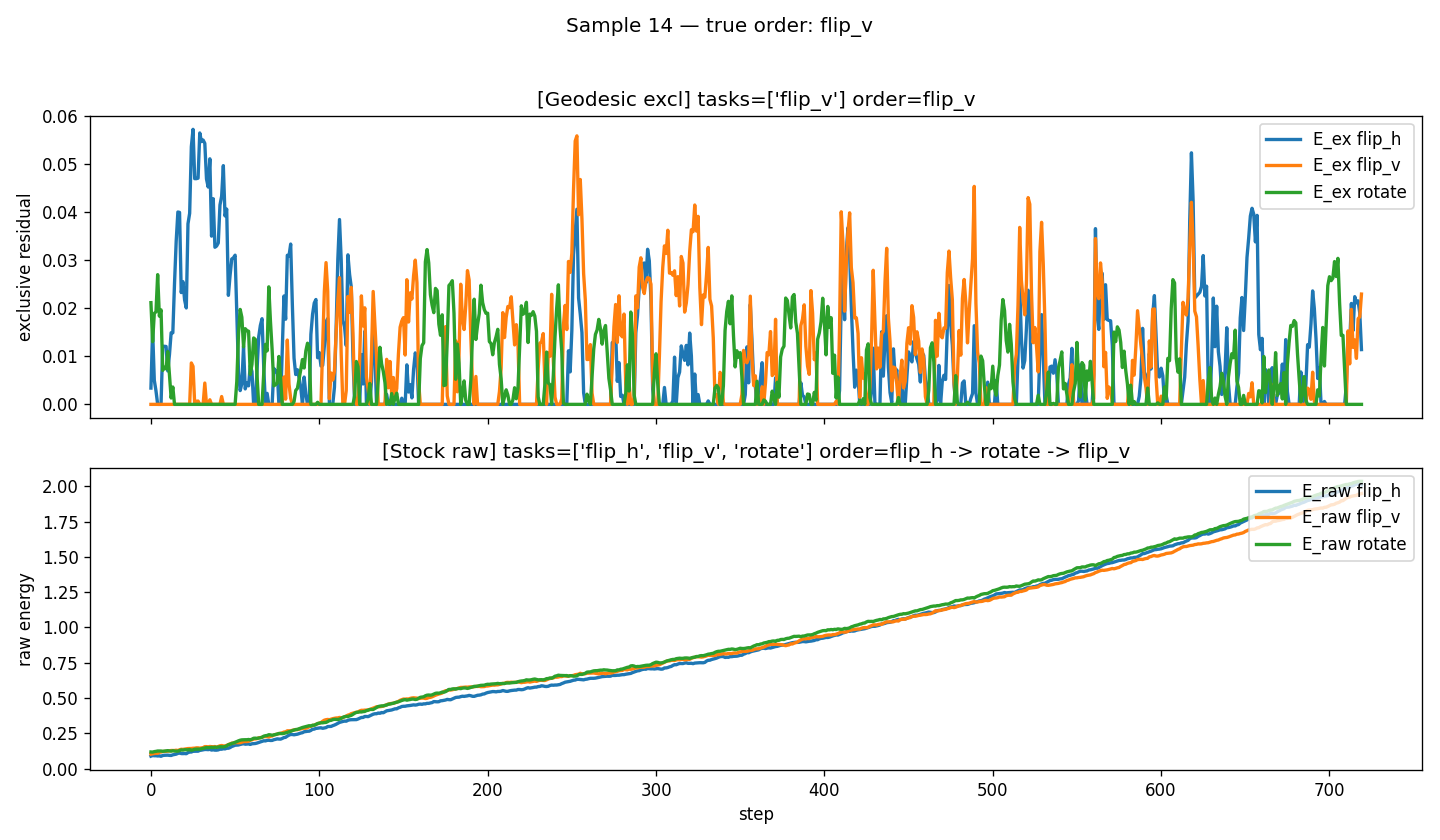 Sample 14 — true order: flip_v
[Geodesic excl] tasks=['flip_v'] order=flip_v
0.06
0.05
0.04
0.03
0.02
0.01
0.00
exclusive residual
E_ex flip_h
E_ex flip_v
E_ex rotate
[Stock raw] tasks=['flip_h', 'flip_v', 'rotate'] order=flip_h -> rotate -> flip_v
2.00
1.75
1.50
1.25
1.00
0.75
0.50
0.25
0.00
raw energy
E_raw flip_h
E_raw flip_v
E_raw rotate
0 100 200 300 400 500 600 700
step